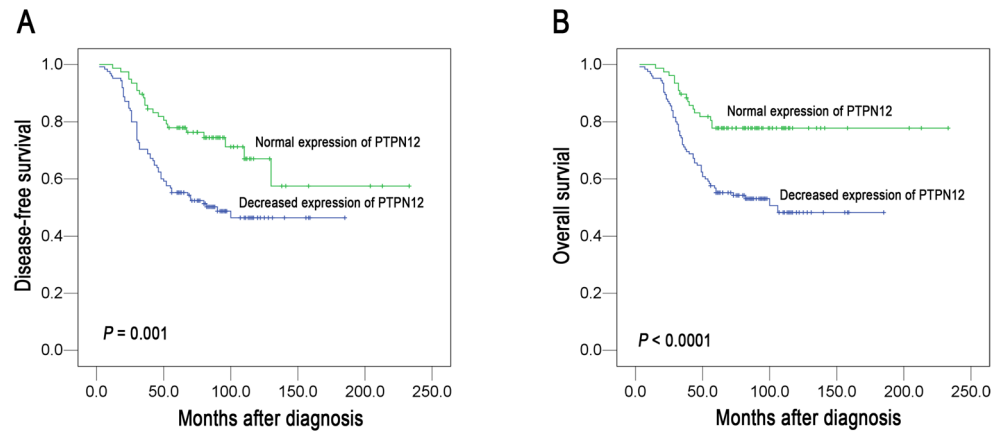 A
Disease-free survival
1.0
0.8
0.6
0.4
0.2
0.0
Normal expression of PTPN12
Decreased expression of PTPN12
P = 0.001
0.0 50.0 100.0 150.0 200.0 250.0
Months after diagnosis
B
Overall survial
1.0
0.8
0.6
0.4
0.2
0.0
Normal expression of PTPN12
Decreased expression of PTPN12
P < 0.0001
0.0 50.0 100.0 150.0 200.0 250.0
Months after diagnosis